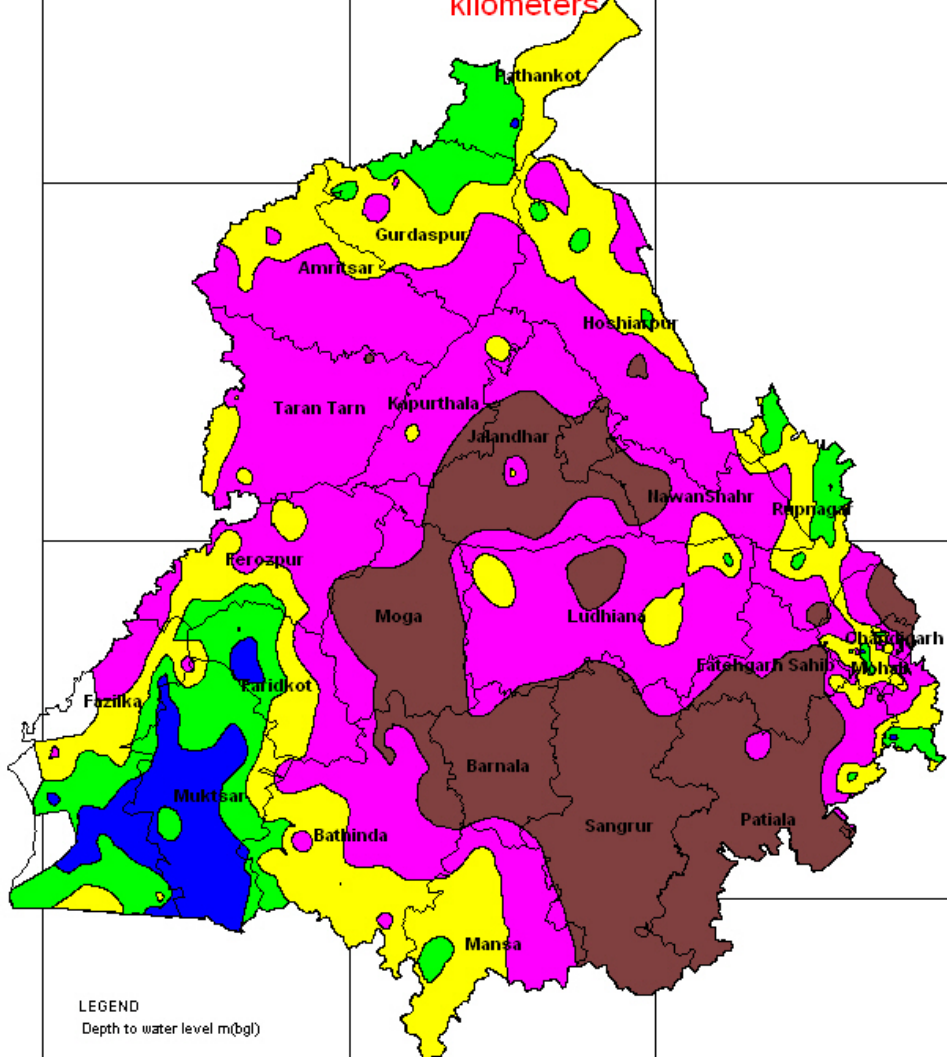 kilometers
Pathankot
Gurdaspur
Amritsar
Hoshiarpur
Taran Tarn
Kapurthala
Jalandhar
NawanShahr
Rupnagar
Ferozpur
Moga
Ludhiana
Chandigarh
Fatehgarh Sahib
Mohali
Faridkot
Fazilka
Barnala
Muktsar
Sangrur
Patiala
Bathinda
Mansa
LEGEND
Depth to water level m(bgl)